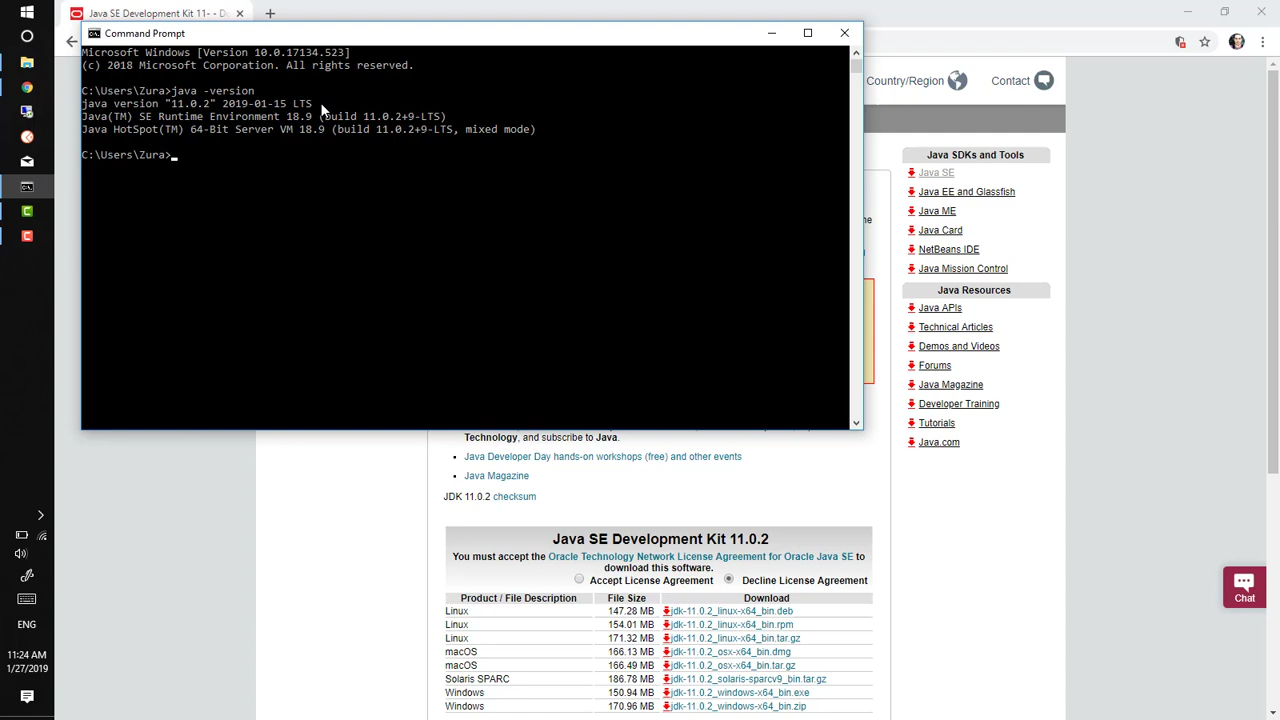 Java SE Development Kit 11- - Do
Command Prompt
Microsoft Windows [Version 10.0.17134.523]
(c) 2018 Microsoft Corporation. All rights reserved.
C:\Users\Zura>java -version
java version "11.0.2" 2019-01-15 LTS
Java(TM) SE Runtime Environment 18.9 (build 11.0.2+9-LTS)
Java HotSpot(TM) 64-Bit Server VM 18.9 (build 11.0.2+9-LTS, mixed mode)
C:\Users\Zura>
Country/Region
Contact
Java SDKs and Tools
Java SE
Java EE and Glassfish
Java ME
Java Card
NetBeans IDE
Java Mission Control
Java Resources
Java APIs
Technical Articles
Demos and Videos
Forums
Java Magazine
Developer Training
Tutorials
Java.com
Technology, and subscribe to Java.
Java Developer Day hands-on workshops (free) and other events
Java Magazine
JDK 11.0.2 checksum
Java SE Development Kit 11.0.2
You must accept the Oracle Technology Network License Agreement for Oracle Java SE to
download this software.
Accept License Agreement Decline License Agreement
Product / File Description File Size Download
Linux 147.28 MB jdk-11.0.2_linux-x64_bin.deb
Linux 154.01 MB jdk-11.0.2_linux-x64_bin.rpm
Linux 171.32 MB jdk-11.0.2_linux-x64_bin.tar.gz
macOS 166.13 MB jdk-11.0.2_osx-x64_bin.dmg
macOS 166.49 MB jdk-11.0.2_osx-x64_bin.tar.gz
Solaris SPARC 186.78 MB jdk-11.0.2_solaris-sparcv9_bin.tar.gz
Windows 150.94 MB jdk-11.0.2_windows-x64_bin.exe
Windows 170.96 MB jdk-11.0.2_windows-x64_bin.zip
Chat
ENG
11:24 AM
1/27/2019